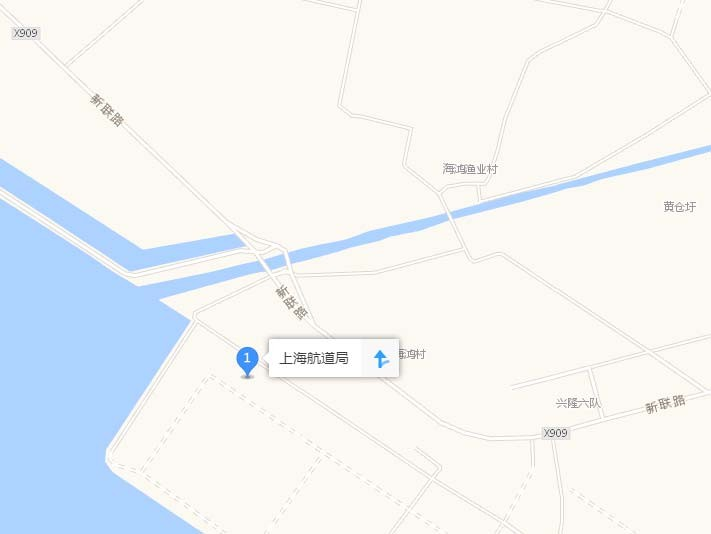 X909
新联路
海鸿渔业村
黄仓圩
新联路
1
上海航道局
海鸿村
兴隆六队
新联路
X909